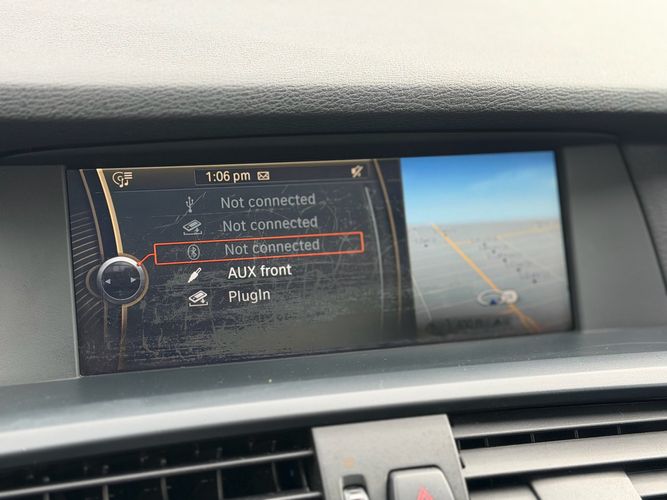 1:06 pm
Not connected
Not connected
Not connected
AUX front
PlugIn